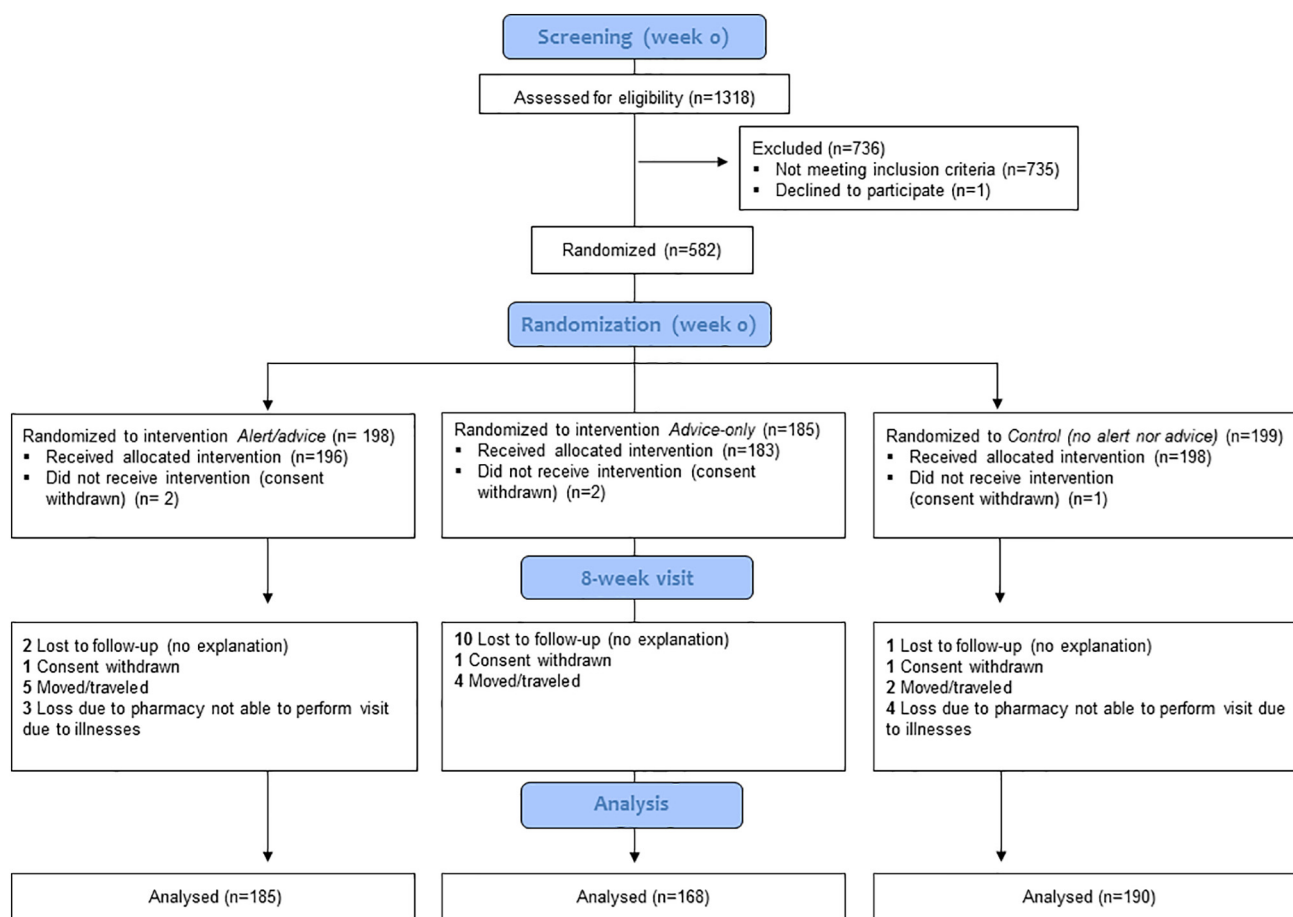 Screening (week 0)
Assessed for eligibility (n=1318)
Excluded (n=736)
▪ Not meeting inclusion criteria (n=735)
▪ Declined to participate (n=1)
Randomized (n=582)
Randomization (week 0)
Randomized to intervention Alert/advice (n= 198)
▪ Received allocated intervention (n=196)
▪ Did not receive intervention (consent
withdrawn) (n= 2)
Randomized to intervention Advice-only (n=185)
▪ Received allocated intervention (n=183)
▪ Did not receive intervention (consent
withdrawn) (n=2)
Randomized to Control (no alert nor advice) (n=199)
▪ Received allocated intervention (n=198)
▪ Did not receive intervention
(consent withdrawn) (n=1)
8-week visit
2 Lost to follow-up (no explanation)
1 Consent withdrawn
5 Moved/traveled
3 Loss due to pharmacy not able to perform visit
due to illnesses
10 Lost to follow-up (no explanation)
1 Consent withdrawn
4 Moved/traveled
1 Lost to follow-up (no explanation)
1 Consent withdrawn
2 Moved/traveled
4 Loss due to pharmacy not able to perform visit due to
illnesses
Analysis
Analysed (n=185)
Analysed (n=168)
Analysed (n=190)